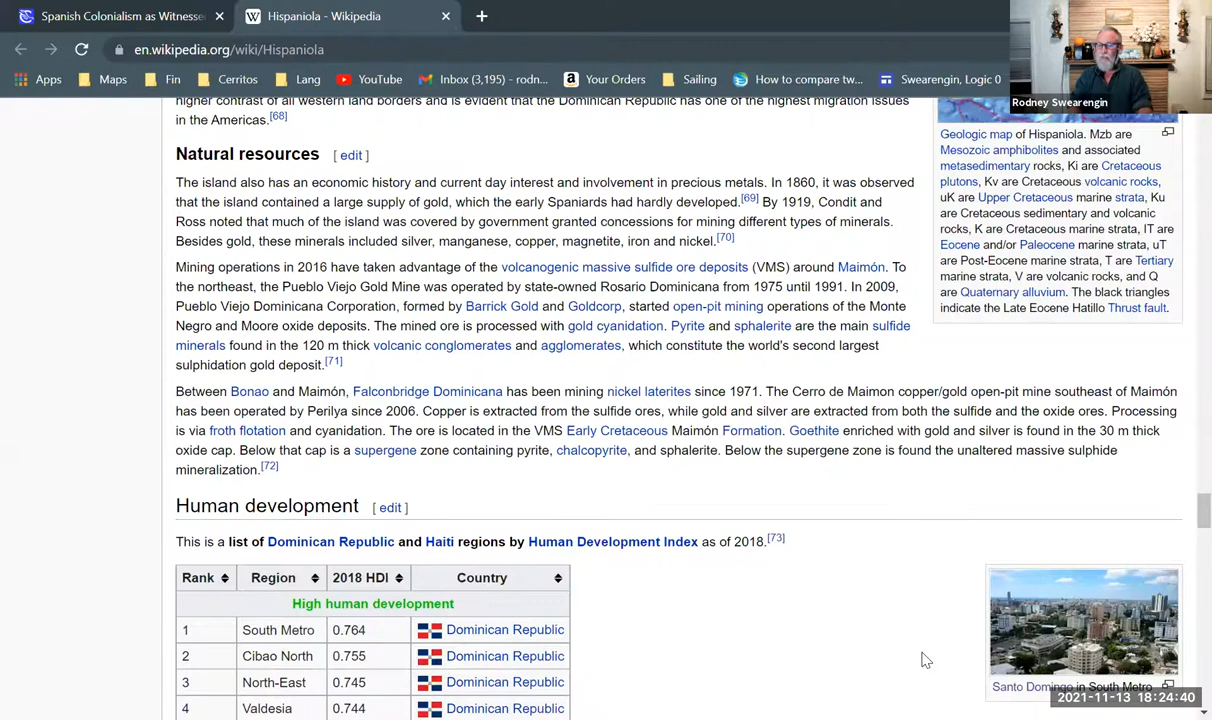 Spanish Colonialism as Witnesse
Hispaniola - Wikipedia
en.wikipedia.org/wiki/Hispaniola
Apps
Maps
Fin
Cerritos
Lang
YouTube
Inbox (3,195) - rodn...
Your Orders
Sailing
How to compare tw...
Swearengin, Logic 0
Rodney Swearengin
higher contrast of all western land borders and is evident that the Dominican Republic has one of the highest migration issues
in the Americas.[68]
Natural resources [ edit ]
The island also has an economic history and current day interest and involvement in precious metals. In 1860, it was observed
that the island contained a large supply of gold, which the early Spaniards had hardly developed.[69] By 1919, Condit and
Ross noted that much of the island was covered by government granted concessions for mining different types of minerals.
Besides gold, these minerals included silver, manganese, copper, magnetite, iron and nickel.[70]
Mining operations in 2016 have taken advantage of the volcanogenic massive sulfide ore deposits (VMS) around Maimón. To
the northeast, the Pueblo Viejo Gold Mine was operated by state-owned Rosario Dominicana from 1975 until 1991. In 2009,
Pueblo Viejo Dominicana Corporation, formed by Barrick Gold and Goldcorp, started open-pit mining operations of the Monte
Negro and Moore oxide deposits. The mined ore is processed with gold cyanidation. Pyrite and sphalerite are the main sulfide
minerals found in the 120 m thick volcanic conglomerates and agglomerates, which constitute the world's second largest
sulphidation gold deposit.[71]
Between Bonao and Maimón, Falconbridge Dominicana has been mining nickel laterites since 1971. The Cerro de Maimon copper/gold open-pit mine southeast of Maimón
has been operated by Perilya since 2006. Copper is extracted from the sulfide ores, while gold and silver are extracted from both the sulfide and the oxide ores. Processing
is via froth flotation and cyanidation. The ore is located in the VMS Early Cretaceous Maimón Formation. Goethite enriched with gold and silver is found in the 30 m thick
oxide cap. Below that cap is a supergene zone containing pyrite, chalcopyrite, and sphalerite. Below the supergene zone is found the unaltered massive sulphide
mineralization.[72]
Geologic map of Hispaniola. Mzb are
Mesozoic amphibolites and associated
metasedimentary rocks, Ki are Cretaceous
plutons, Kv are Cretaceous volcanic rocks,
uK are Upper Cretaceous marine strata, Ku
are Cretaceous sedimentary and volcanic
rocks, K are Cretaceous marine strata, lT are
Eocene and/or Paleocene marine strata, uT
are Post-Eocene marine strata, T are Tertiary
marine strata, V are volcanic rocks, and Q
are Quaternary alluvium. The black triangles
indicate the Late Eocene Hatillo Thrust fault.
Human development [ edit ]
This is a list of Dominican Republic and Haiti regions by Human Development Index as of 2018.[73]
Rank Region 2018 HDI Country
High human development
1 South Metro 0.764 Dominican Republic
2 Cibao North 0.755 Dominican Republic
3 North-East 0.745 Dominican Republic
4 Valdesia 0.744 Dominican Republic
Santo Domingo in South Metro
2021-11-13 18:24:40